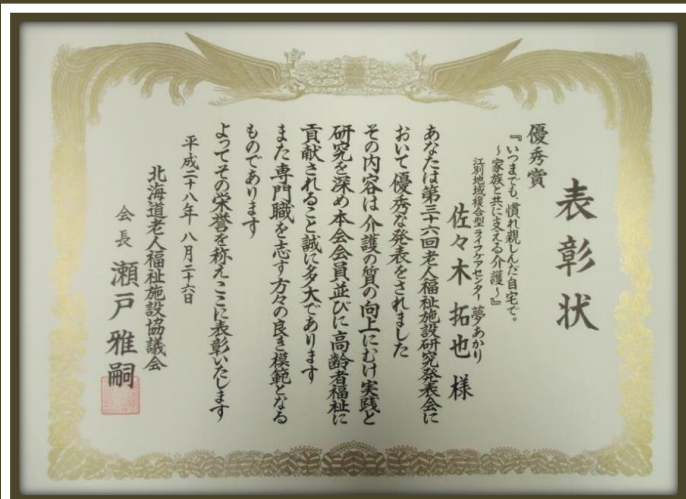 表彰状
優秀賞
『いつまでも、慣れ親しんだ自宅で。
～家族と共に支える介護～』
江別地域複合型ライフケアセンター 夢あかり
佐々木 拓也 様
あなたは第三十六回老人福祉施設研究発表会に
おいて優秀な発表をされました
その内容は介護の質の向上にむけ実践と
研究を深め本会会員並びに高齢者福祉に
貢献されること誠に多大であります
また専門職を志す方々の良き模範となる
ものであります
よってその栄誉を称えここに表彰いたします
平成二十八年 八月二十六日
北海道老人福祉施設協議会
会長 瀬戸雅嗣